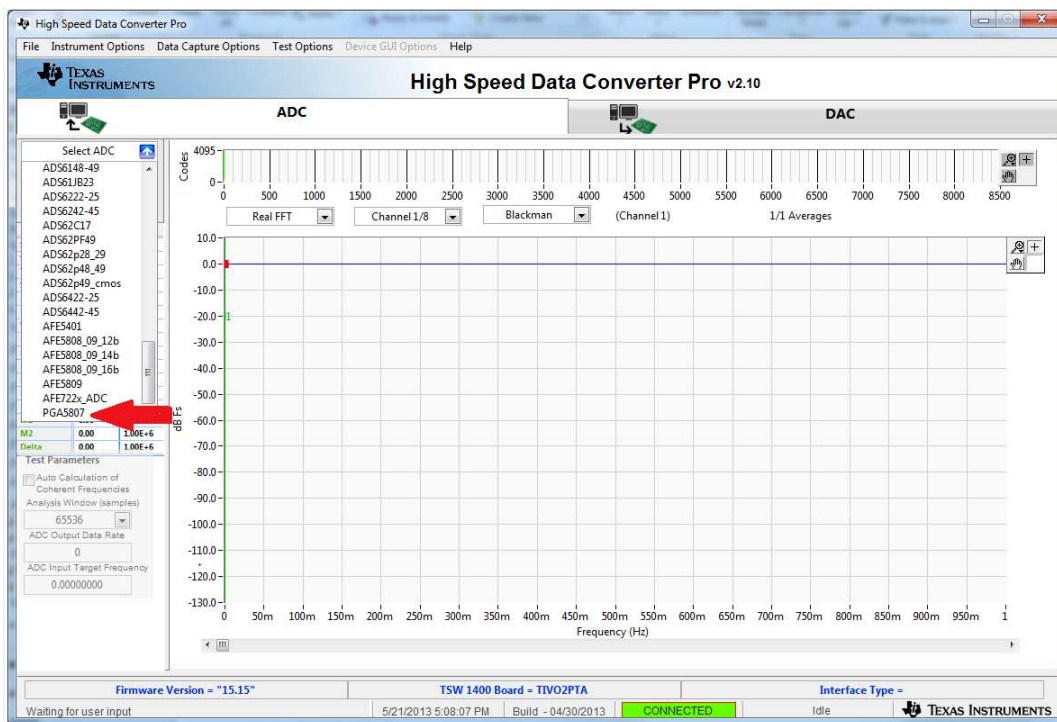 High Speed Data Converter Pro
File Instrument Options Data Capture Options Test Options Device GUI Options Help
TEXAS INSTRUMENTS
High Speed Data Converter Pro v2.10
ADC
DAC
Select ADC
ADS6148-49
ADS61JB23
ADS6222-25
ADS6242-45
ADS62C17
ADS62PF49
ADS62p28_29
ADS62p48_49
ADS62p49_cmos
ADS6422-25
ADS6442-45
AFE5401
AFE5808_09_12b
AFE5808_09_14b
AFE5808_09_16b
AFE5809
AFE722x_ADC
PGA5807
M2 0.00 1.00E+6
Delta 0.00 1.00E+6
Test Parameters
Auto Calculation of
Coherent Frequencies
Analysis Window (samples)
65536
ADC Output Data Rate
0
ADC Input Target Frequency
0.00000000
Codes
4095
0
0 500 1000 1500 2000 2500 3000 3500 4000 4500 5000 5500 6000 6500 7000 7500 8000 8500
Real FFT Channel 1/8 Blackman (Channel 1) 1/1 Averages
dB Fs
10.0
0.0
-10.0
-20.0
1
-30.0
-40.0
-50.0
-60.0
-70.0
-80.0
-90.0
-100.0
-110.0
-120.0
-130.0
0 50m 100m 150m 200m 250m 300m 350m 400m 450m 500m 550m 600m 650m 700m 750m 800m 850m 900m 950m 1
Frequency (Hz)
Firmware Version = "15.15" TSW 1400 Board = TIVO2PTA Interface Type =
Waiting for user input 5/21/2013 5:08:07 PM Build - 04/30/2013 CONNECTED Idle TEXAS INSTRUMENTS